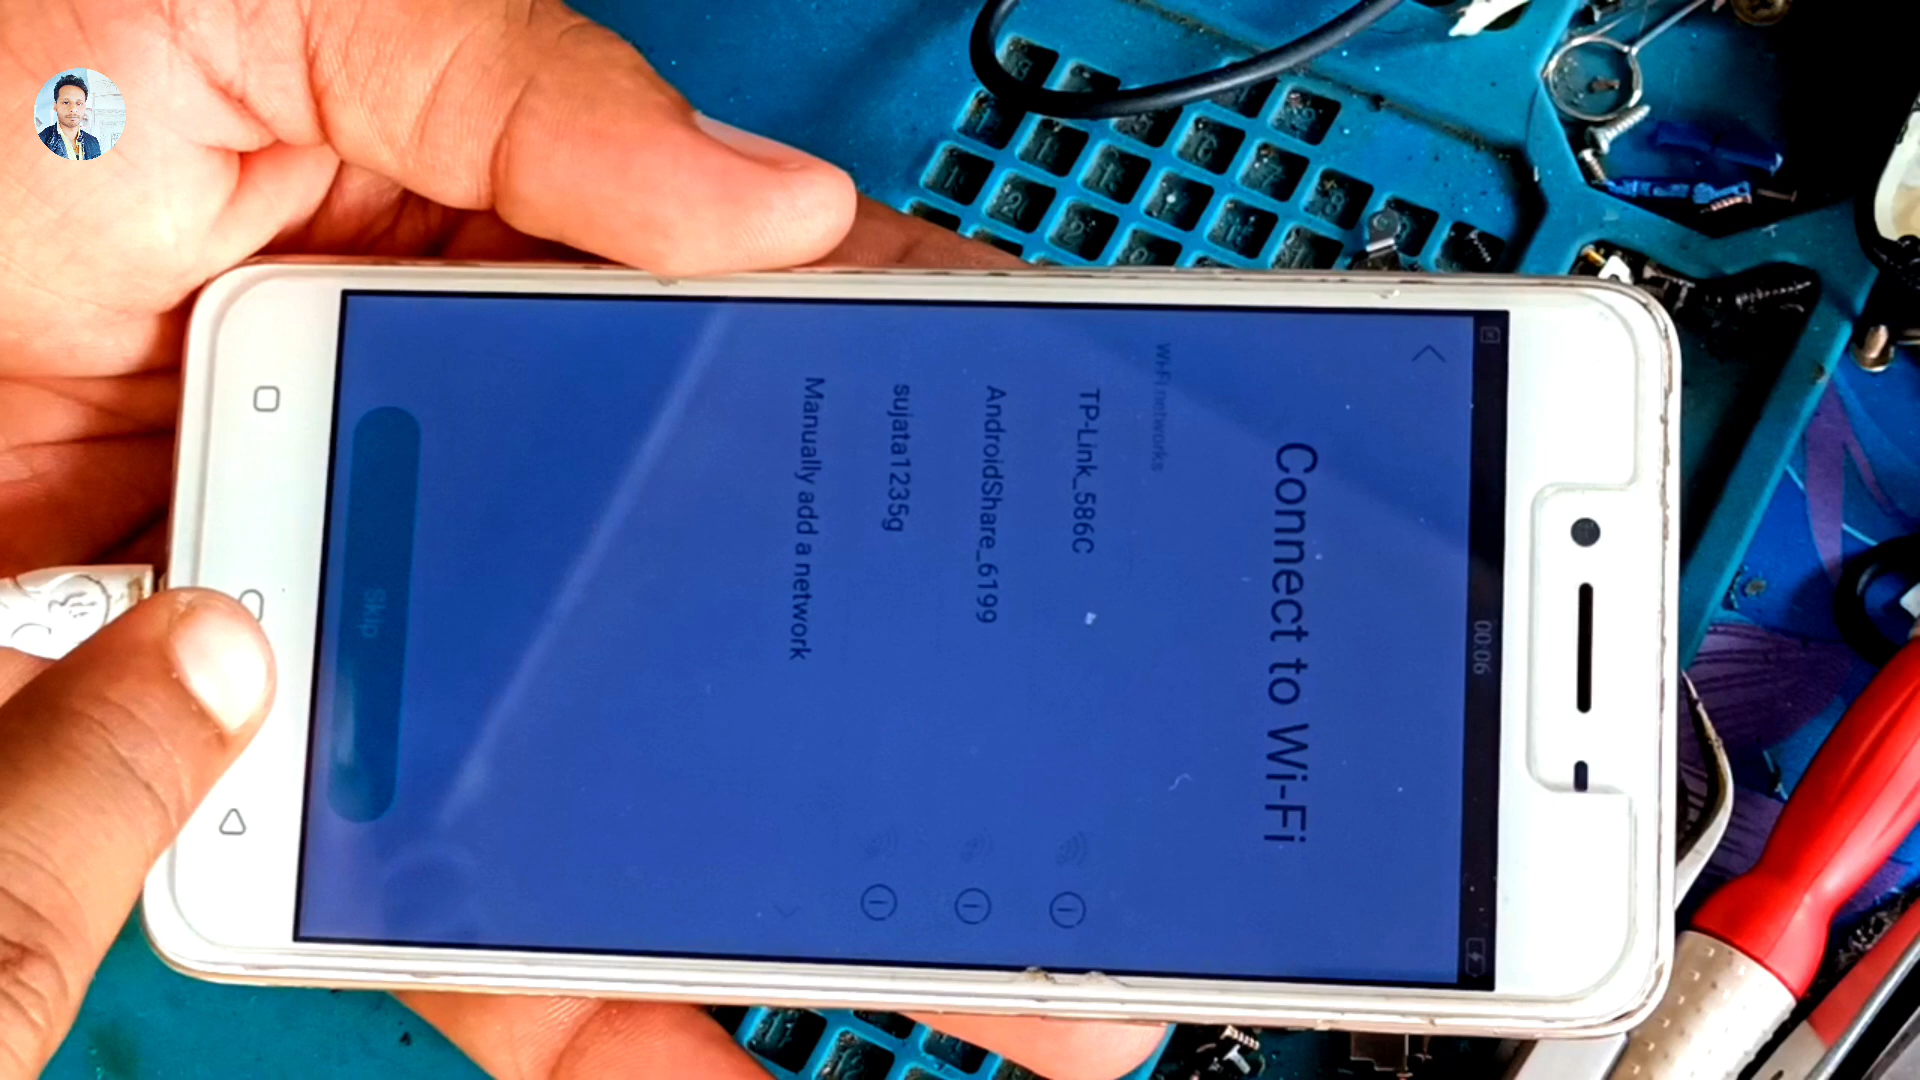 00:06
Connect to Wi-Fi
Wi-Fi networks
TP-Link_586C
AndroidShare_6199
sujata1235g
Manually add a network
Skip